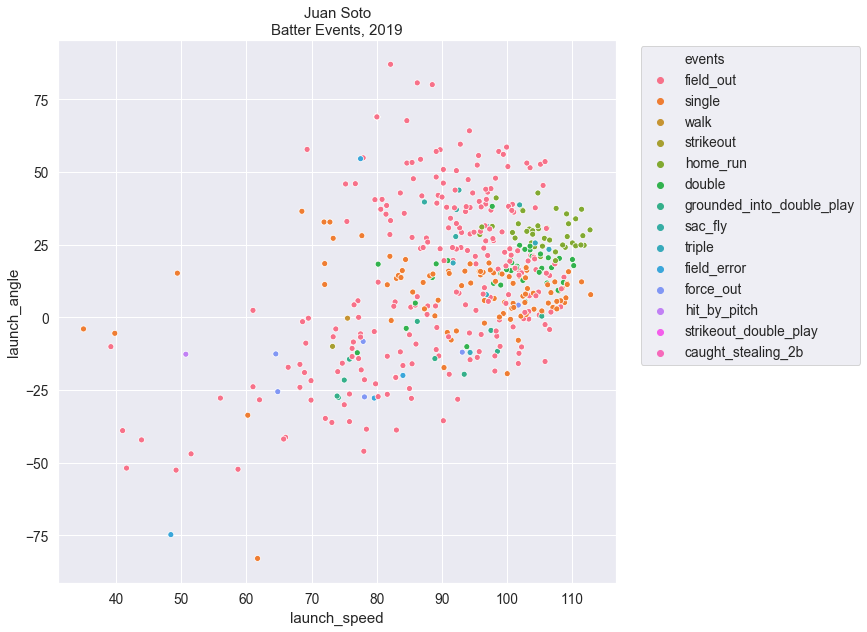 Juan Soto
Batter Events, 2019
events
field_out
single
walk
strikeout
home_run
double
grounded_into_double_play
sac_fly
triple
field_error
force_out
hit_by_pitch
strikeout_double_play
caught_stealing_2b
launch_angle
75
50
25
0
−25
−50
−75
40 50 60 70 80 90 100 110
launch_speed